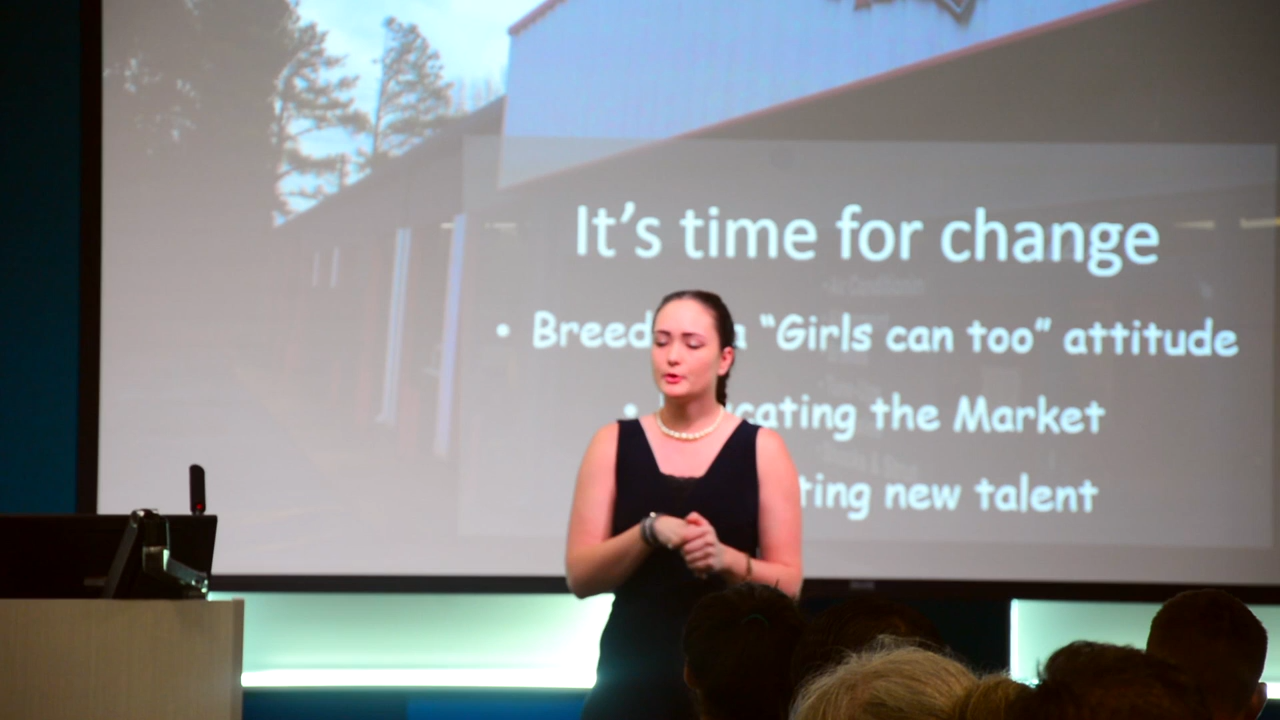 It's time for change
• Breed a “Girls can too” attitude
• cating the Market
ting new talent